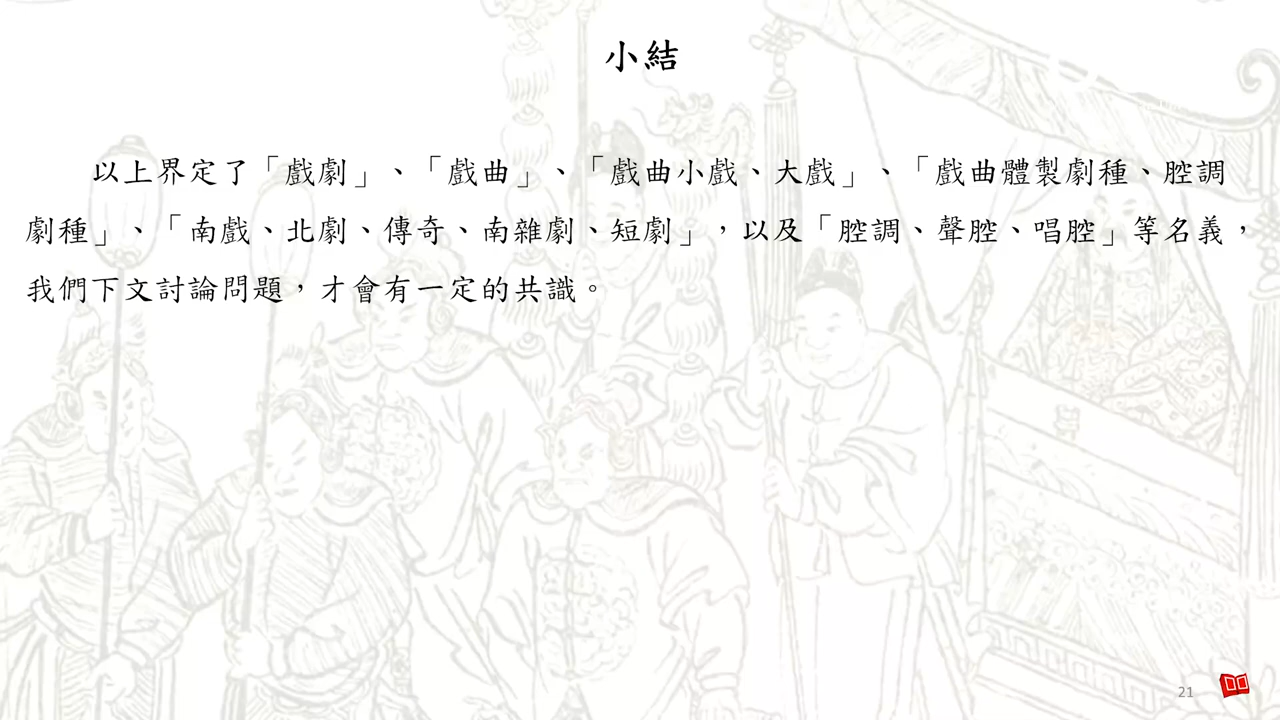 小結
以上界定了「戲劇」、「戲曲」、「戲曲小戲、大戲」、「戲曲體製劇種、腔調
劇種」、「南戲、北劇、傳奇、南雜劇、短劇」，以及「腔調、聲腔、唱腔」等名義，
我們下文討論問題，才會有一定的共識。
21